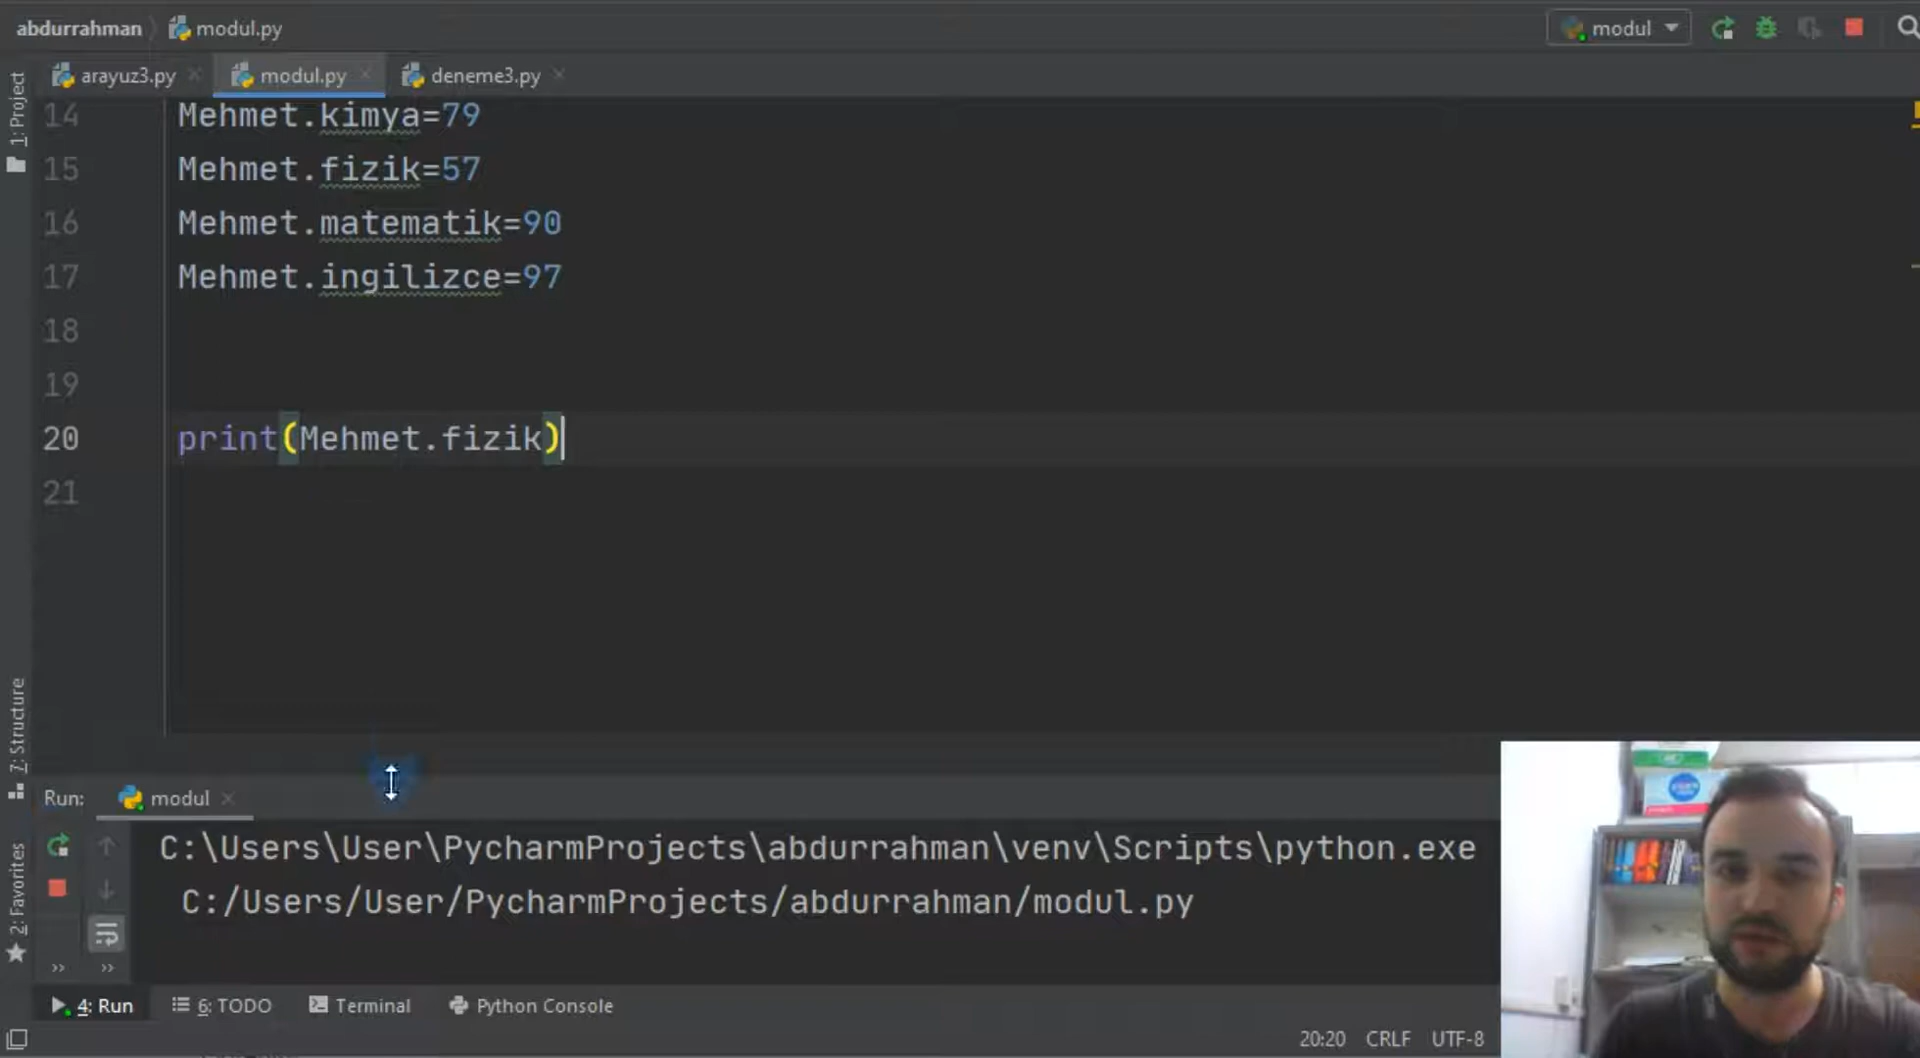 abdurrahman modul.py
modul
arayuz3.py modul.py deneme3.py
1: Project
14 Mehmet.kimya=79
15 Mehmet.fizik=57
16 Mehmet.matematik=90
17 Mehmet.ingilizce=97
18
19
20 print(Mehmet.fizik)
21
7: Structure
2: Favorites
Run: modul
C:\Users\User\PycharmProjects\abdurrahman\venv\Scripts\python.exe
C:/Users/User/PycharmProjects/abdurrahman/modul.py
4: Run 6: TODO Terminal Python Console
20:20 CRLF UTF-8